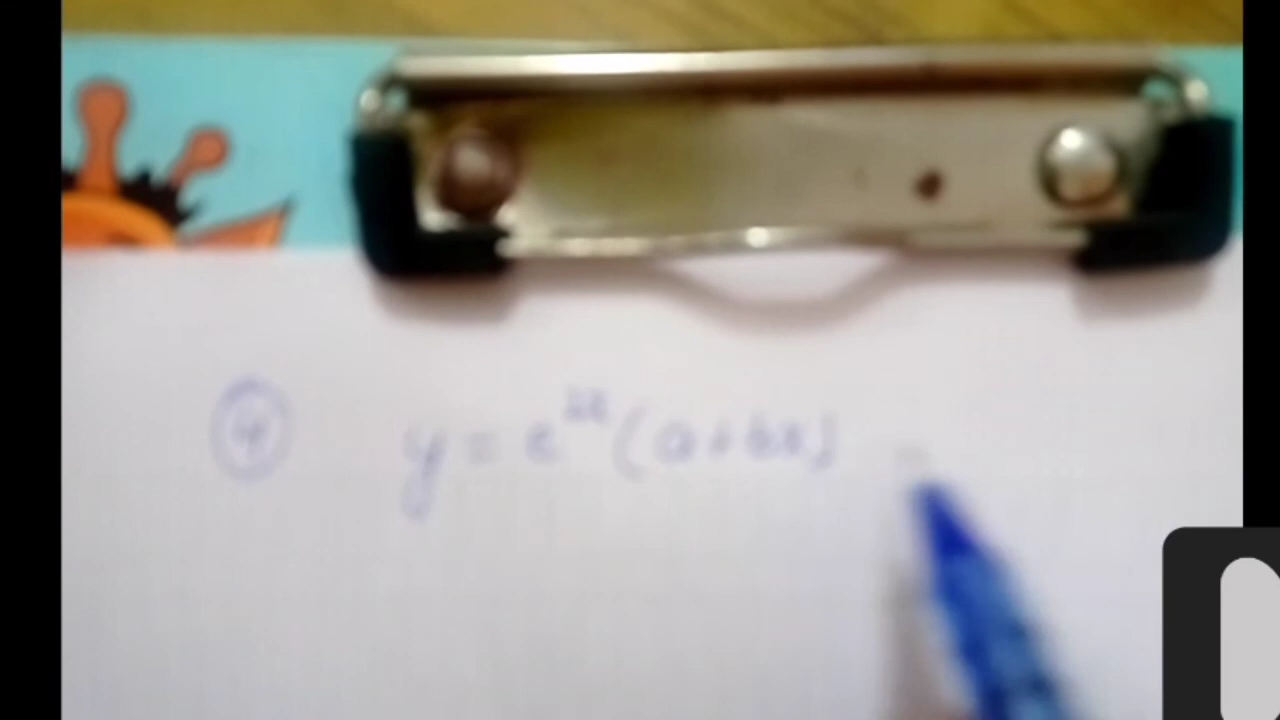 ④ y = e^{2x} (a+bx)